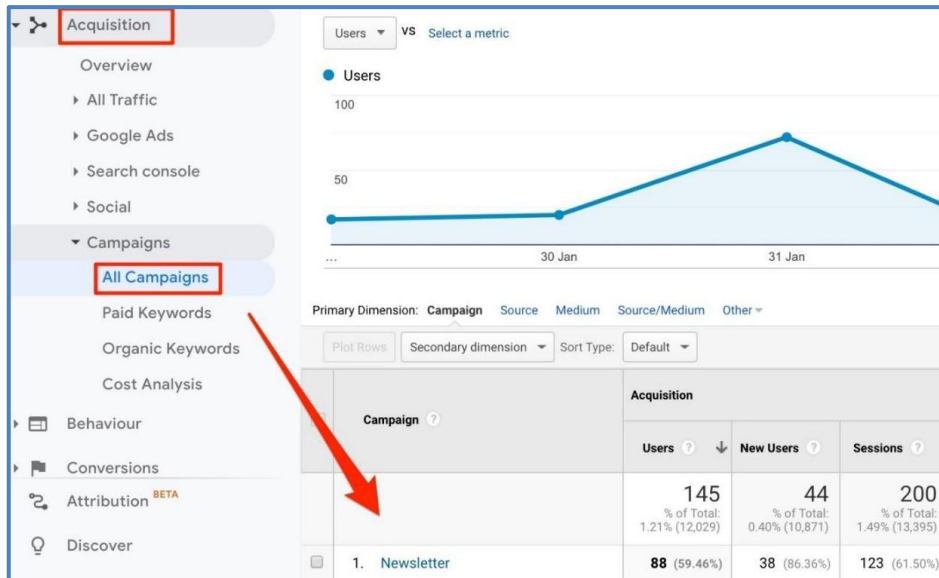 Acquisition
Overview
All Traffic
Google Ads
Search console
Social
Campaigns
All Campaigns
Paid Keywords
Organic Keywords
Cost Analysis
Behaviour
Conversions
Attribution BETA
Discover
Users VS Select a metric
Users
100
50
... 30 Jan 31 Jan
Primary Dimension: Campaign Source Medium Source/Medium Other
Plot Rows Secondary dimension Sort Type: Default
Campaign ? Acquisition
Users ? New Users ? Sessions ?
145 44 200
% of Total: % of Total: % of Total:
1.21% (12,029) 0.40% (10,871) 1.49% (13,395)
1. Newsletter 88 (59.46%) 38 (86.36%) 123 (61.50%)